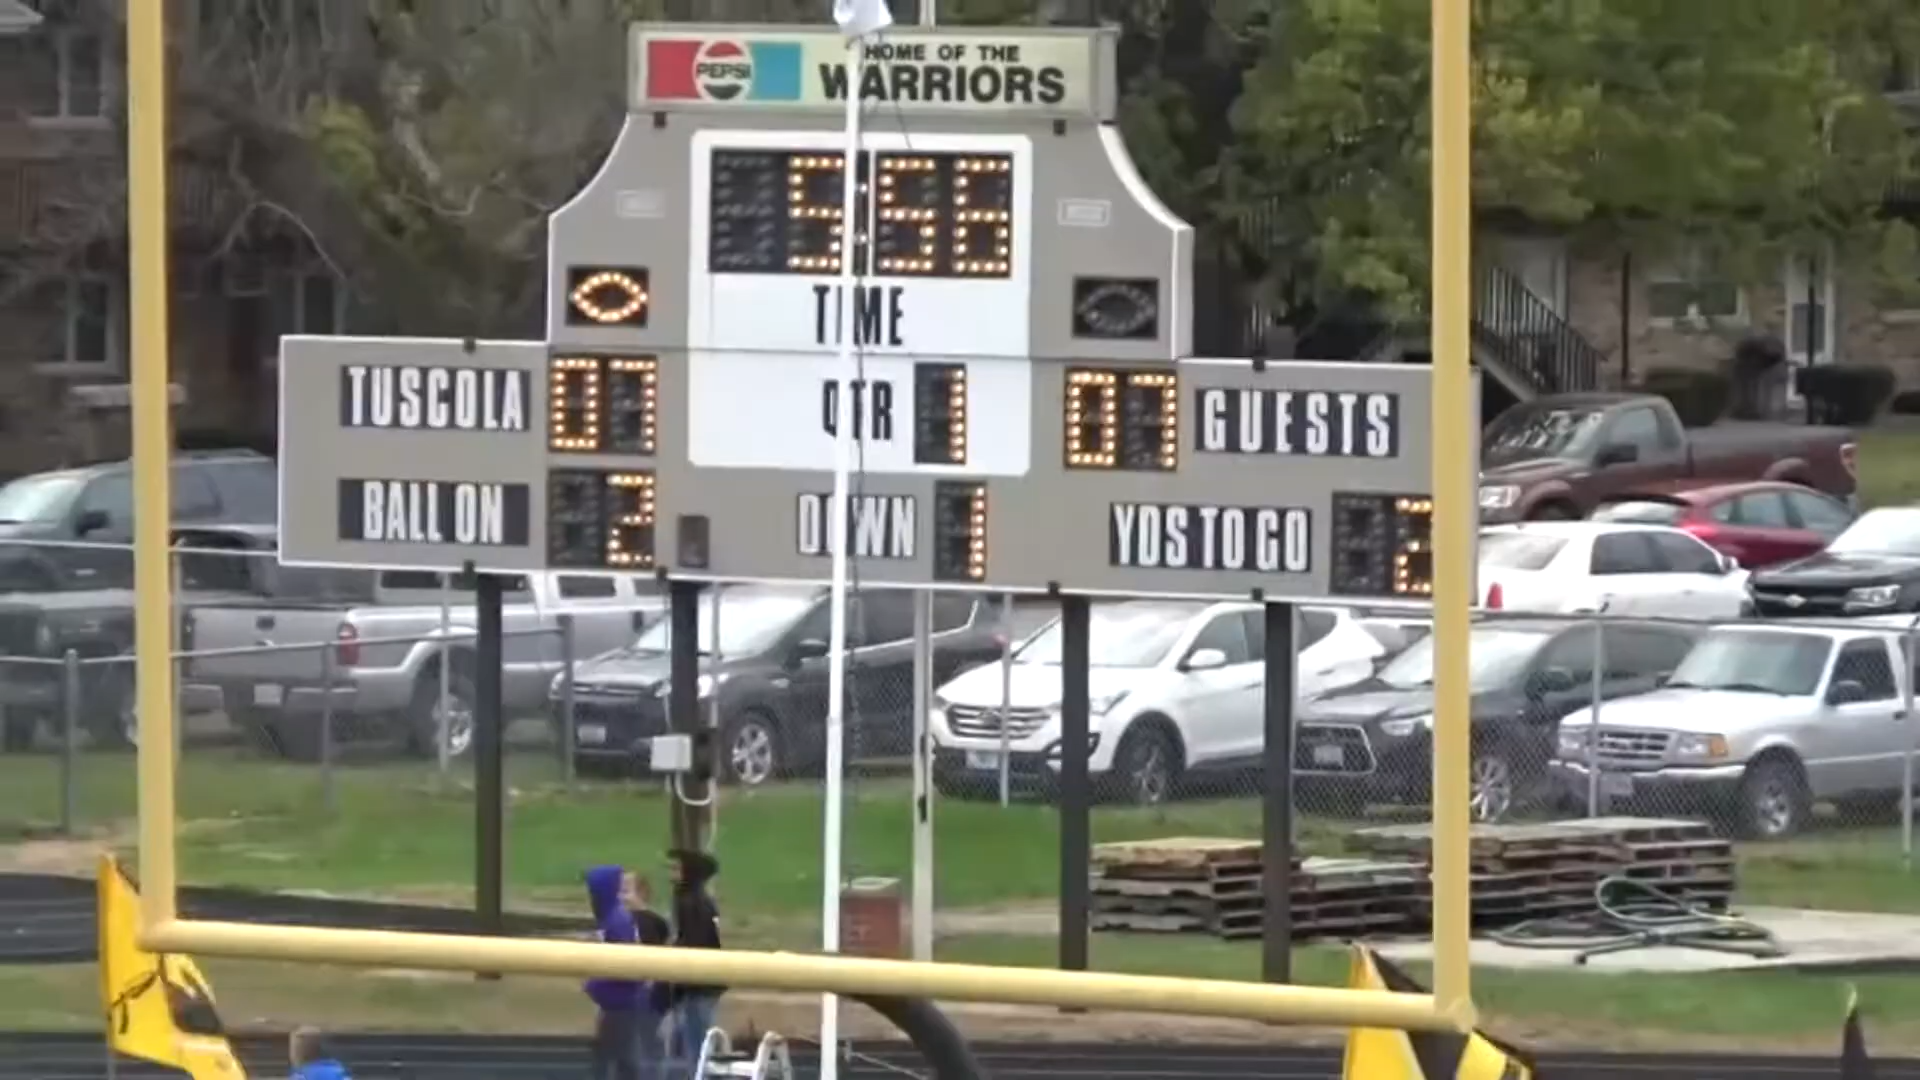 PEPSI
HOME OF THE
WARRIORS
5:56
TIME
TUSCOLA 07 QTR 1 07 GUESTS
BALL ON 2 DOWN 1 YDS TO GO 2